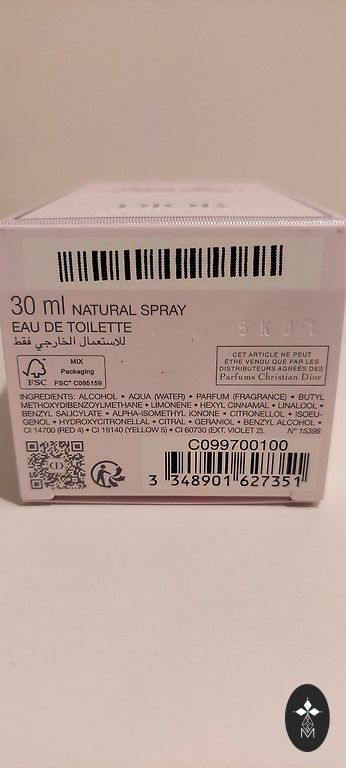 30 ml NATURAL SPRAY
EAU DE TOILETTE
للاستعمال الخارجي فقط
5K01
MIX
Packaging
FSC
FSC® C095159
CET ARTICLE NE PEUT
ÊTRE VENDU QUE PAR LES
DISTRIBUTEURS AGRÉÉS DES
Parfums Christian Dior
INGREDIENTS: ALCOHOL • AQUA (WATER) • PARFUM (FRAGRANCE) • BUTYL
METHOXYDIBENZOYLMETHANE • LIMONENE • HEXYL CINNAMAL • LINALOOL •
BENZYL SALICYLATE • ALPHA-ISOMETHYL IONONE • CITRONELLOL • ISOEU-
GENOL • HYDROXYCITRONELLAL • CITRAL • GERANIOL • BENZYL ALCOHOL •
CI 14700 (RED 4) • CI 19140 (YELLOW 5) • CI 60730 (EXT. VIOLET 2). N° 15396
C099700100
3 348901 627351